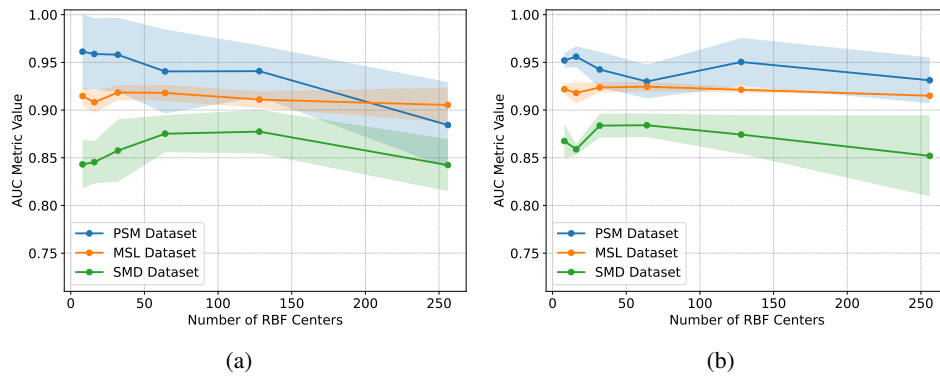 1.00
0.95
0.90
0.85
0.80
0.75
AUC Metric Value
PSM Dataset
MSL Dataset
SMD Dataset
0 50 100 150 200 250
Number of RBF Centers
(a)
1.00
0.95
0.90
0.85
0.80
0.75
AUC Metric Value
PSM Dataset
MSL Dataset
SMD Dataset
0 50 100 150 200 250
Number of RBF Centers
(b)